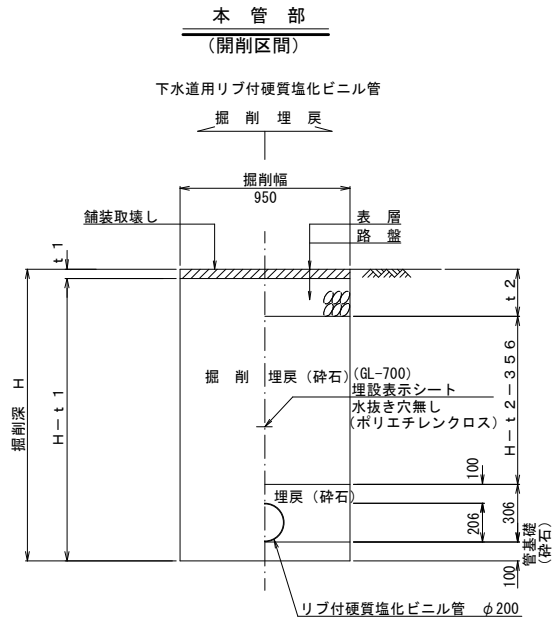 本 管 部
(開削区間)
下水道用リブ付硬質塩化ビニル管
掘 削 埋 戻
掘削幅
950
舗装取壊し
表 層
路 盤
t1
t2
掘削深 H
H-t1
掘 削 埋戻(砕石)(GL-700)
埋設表示シート
水抜き穴無し
(ポリエチレンクロス)
H-t2-356
100
埋戻(砕石)
206
306
100
管基礎
(砕石)
リブ付硬質塩化ビニル管 φ200